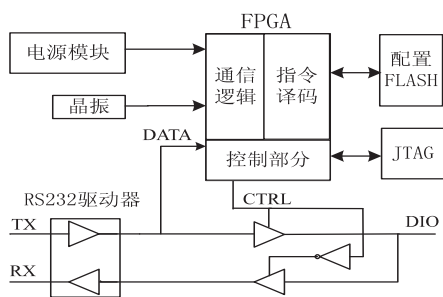 FPGA
电源模块
通信
逻辑
指令
译码
配置
FLASH
晶振
DATA
控制部分
JTAG
RS232驱动器
CTRL
TX
DIO
RX